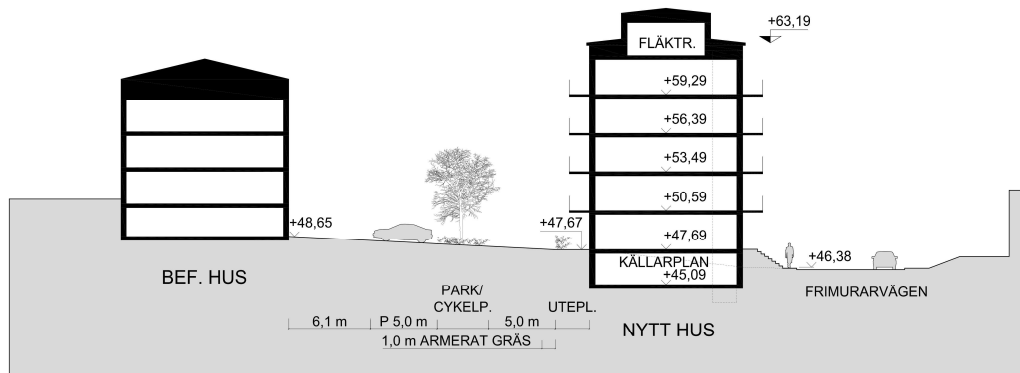 +63,19
FLÄKTR.
+59,29
+56,39
+53,49
+50,59
+48,65
+47,67
+47,69
+46,38
KÄLLARPLAN
+45,09
BEF. HUS
PARK/
CYKELP.
UTEPL.
FRIMURARVÄGEN
6,1 m
P 5,0 m
5,0 m
NYTT HUS
1,0 m ARMERAT GRÄS